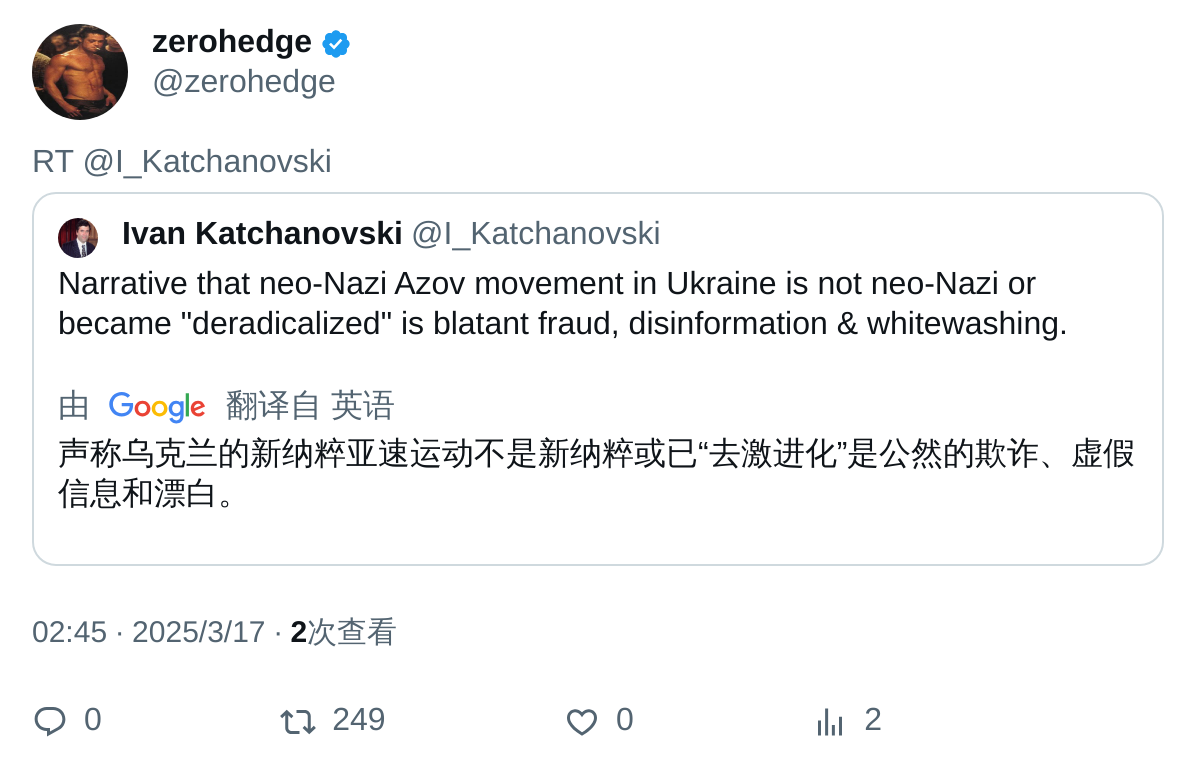 zerohedge
@zerohedge
RT @I_Katchanovski
Ivan Katchanovski @I_Katchanovski
Narrative that neo-Nazi Azov movement in Ukraine is not neo-Nazi or
became "deradicalized" is blatant fraud, disinformation & whitewashing.
由 Google 翻译自 英语
声称乌克兰的新纳粹亚速运动不是新纳粹或已“去激进化”是公然的欺诈、虚假
信息和漂白。
02:45 · 2025/3/17 · 2次查看
0 249 0 2